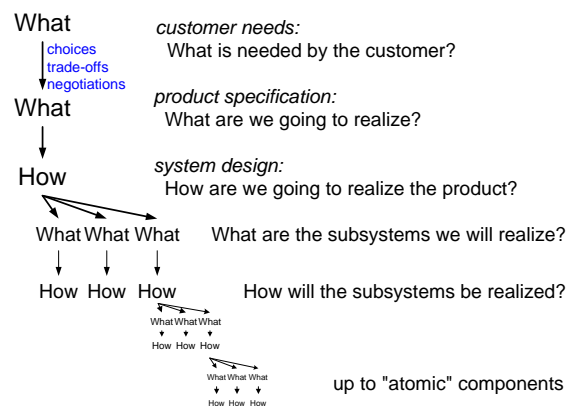 What
customer needs:
What is needed by the customer?
choices
trade-offs
negotiations
What
product specification:
What are we going to realize?
How
system design:
How are we going to realize the product?
What What What
What are the subsystems we will realize?
How How How
How will the subsystems be realized?
What What What
How How How
What What What
How How How
up to "atomic" components